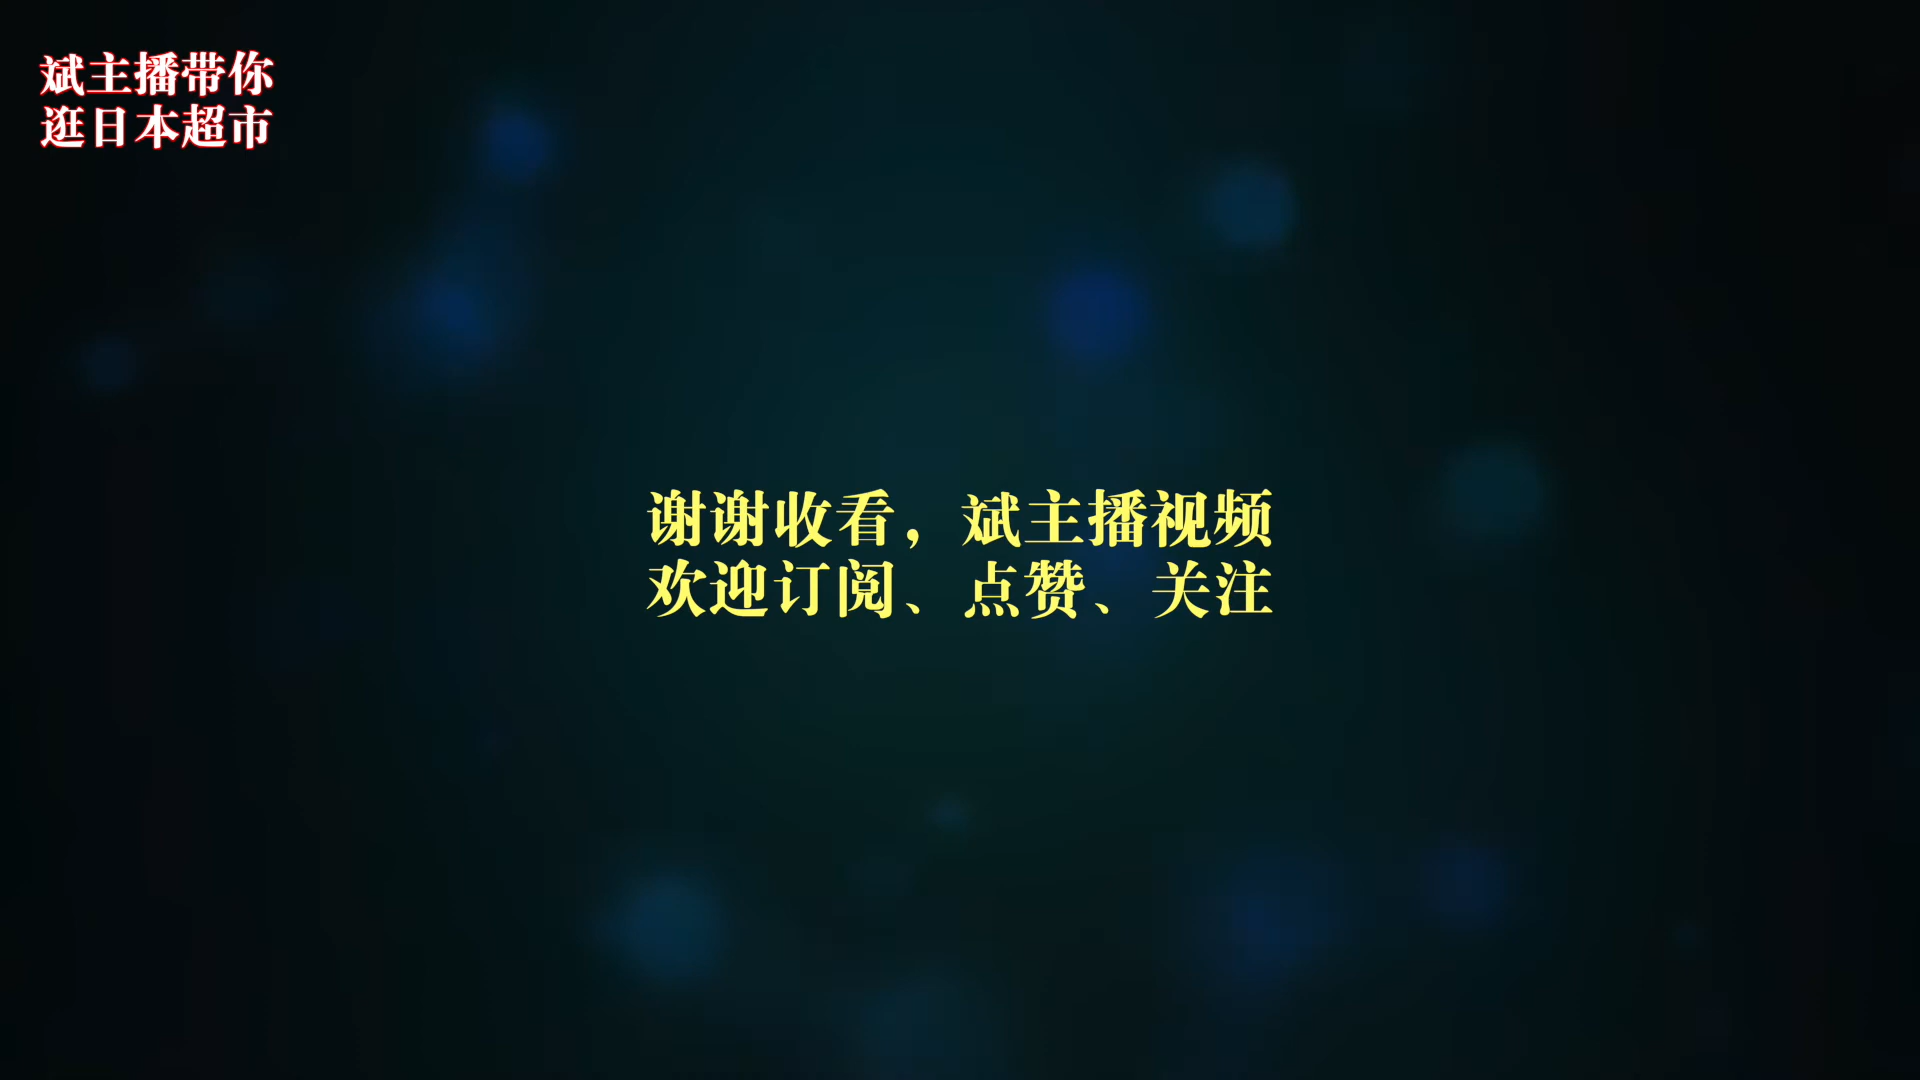 斌主播带你
逛日本超市
谢谢收看，斌主播视频
欢迎订阅、点赞、关注